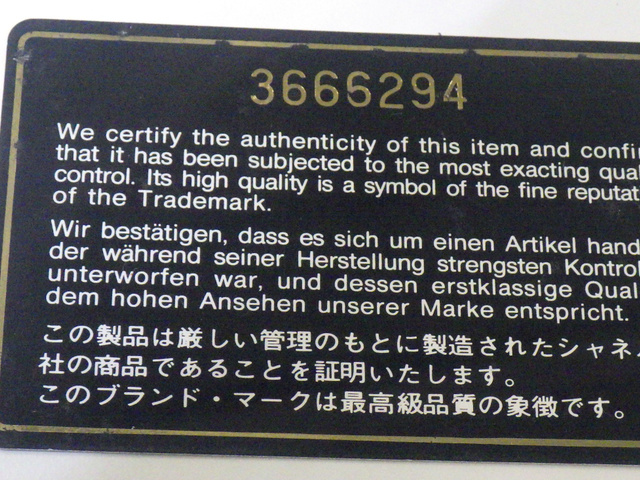 3666294
We certify the authenticity of this item and confir
that it has been subjected to the most exacting qual
control. Its high quality is a symbol of the fine reputat
of the Trademark.
Wir bestätigen, dass es sich um einen Artikel hand
der während seiner Herstellung strengsten Kontrol
unterworfen war, und dessen erstklassige Quali
dem hohen Ansehen unserer Marke entspricht.
この製品は厳しい管理のもとに製造されたシャネ
社の商品であることを証明いたします。
このブランド・マークは最高級品質の象徴です。